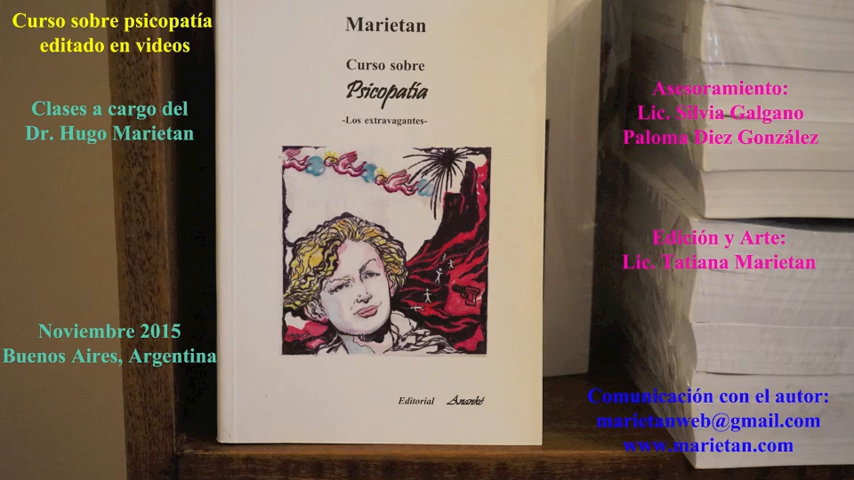 Curso sobre psicopatía
editado en videos
Clases a cargo del
Dr. Hugo Marietan
Noviembre 2015
Buenos Aires, Argentina
Marietan
Curso sobre
Psicopatía
-Los extravagantes-
Editorial Ananké
Asesoramiento:
Lic. Silvia Galgano
Paloma Diez González
Edición y Arte:
Lic. Tatiana Marietan
Comunicación con el autor:
marietanweb@gmail.com
www.marietan.com